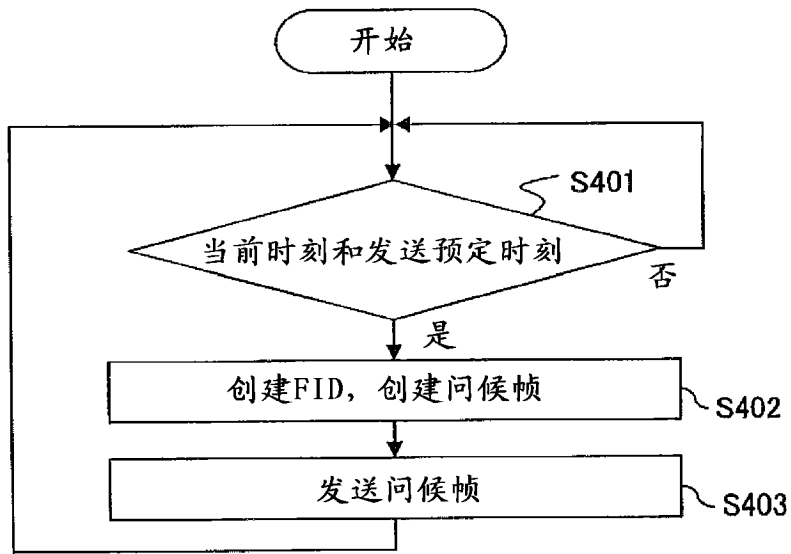 开始
S401
当前时刻和发送预定时刻
否
是
创建FID，创建问候帧
S402
发送问候帧
S403